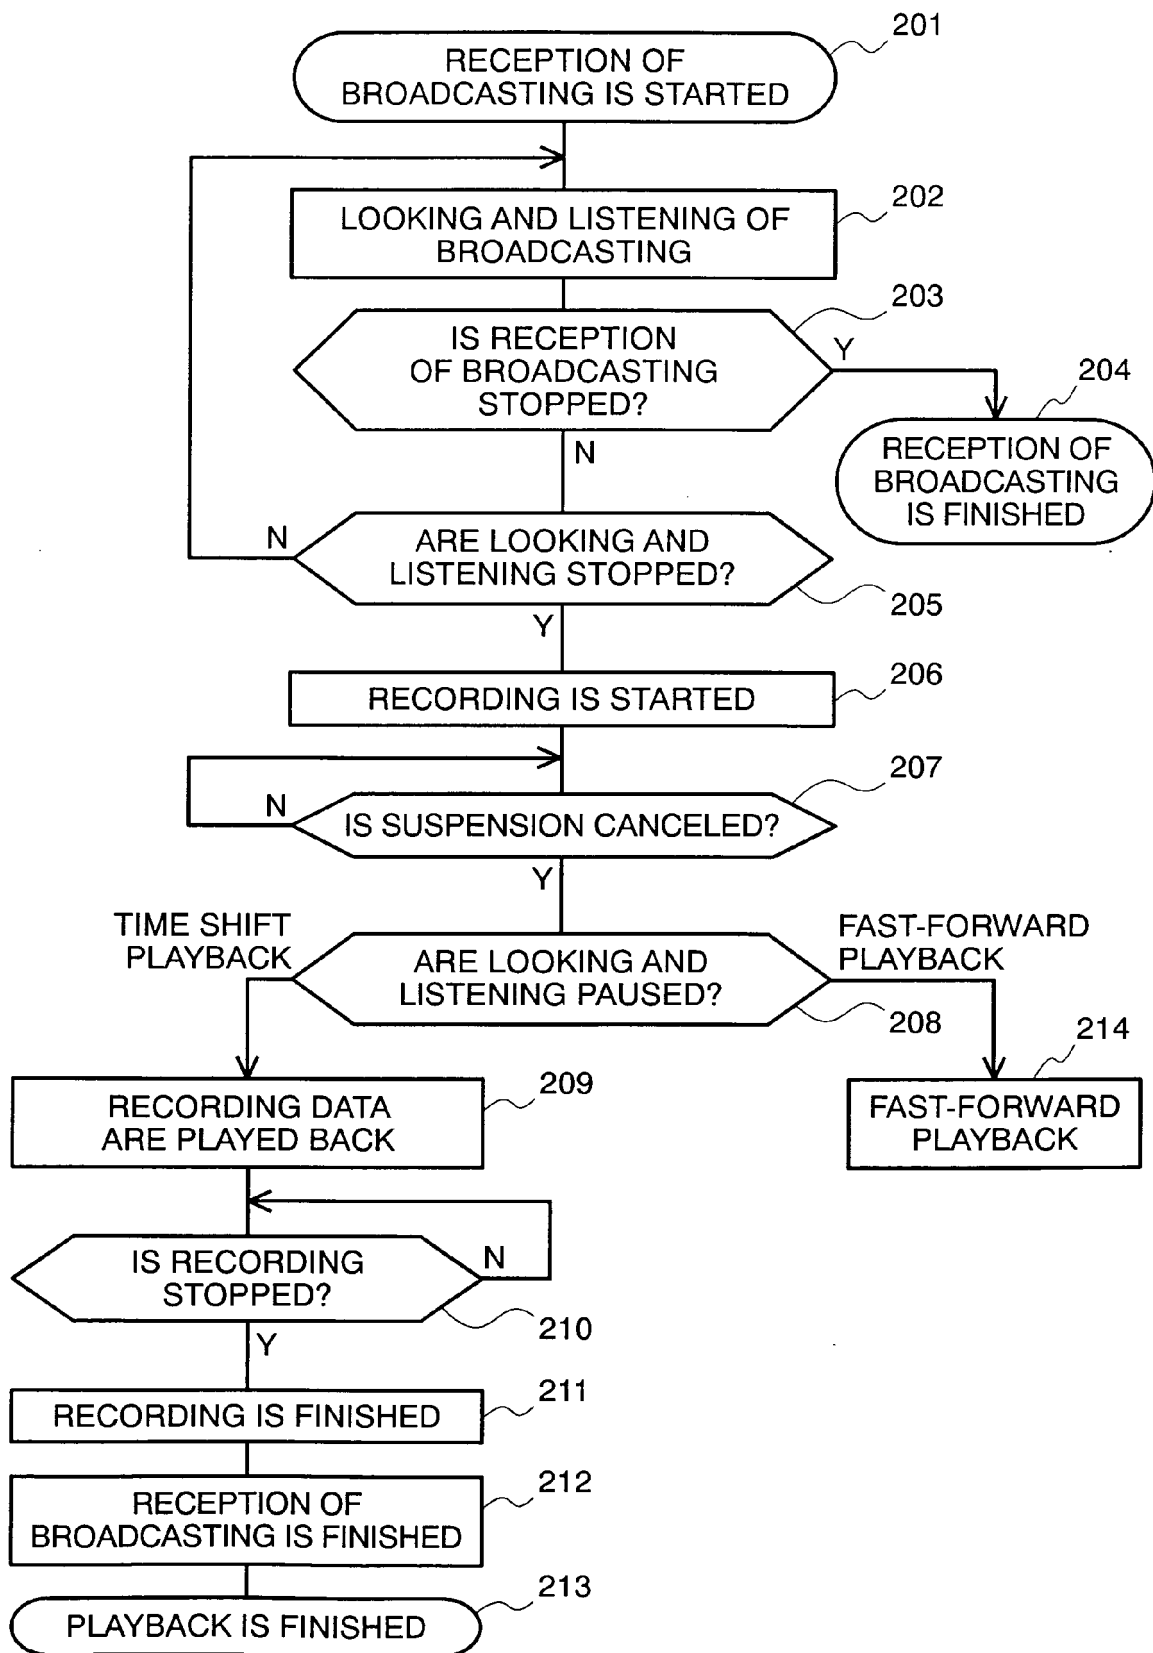 201
RECEPTION OF
BROADCASTING IS STARTED
202
LOOKING AND LISTENING OF
BROADCASTING
203
IS RECEPTION
OF BROADCASTING
STOPPED?
Y
N
204
RECEPTION OF
BROADCASTING
IS FINISHED
N
ARE LOOKING AND
LISTENING STOPPED?
205
Y
206
RECORDING IS STARTED
207
N
IS SUSPENSION CANCELED?
Y
TIME SHIFT
PLAYBACK
ARE LOOKING AND
LISTENING PAUSED?
FAST-FORWARD
PLAYBACK
208
214
FAST-FORWARD
PLAYBACK
209
RECORDING DATA
ARE PLAYED BACK
IS RECORDING
STOPPED?
N
210
Y
211
RECORDING IS FINISHED
212
RECEPTION OF
BROADCASTING IS FINISHED
213
PLAYBACK IS FINISHED